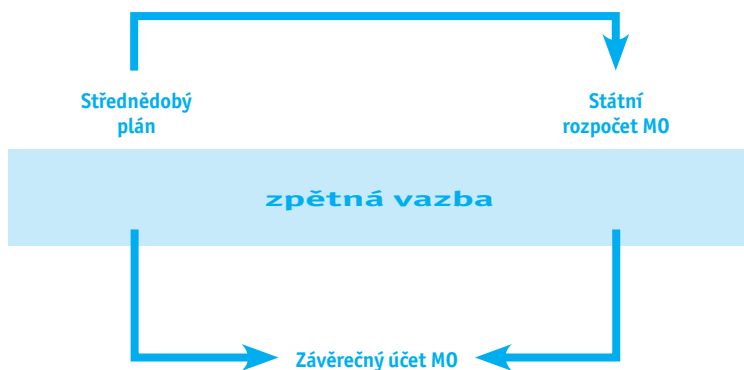 Střednědobý
plán
Státní
rozpočet MO
zpětná vazba
Závěrečný účet MO